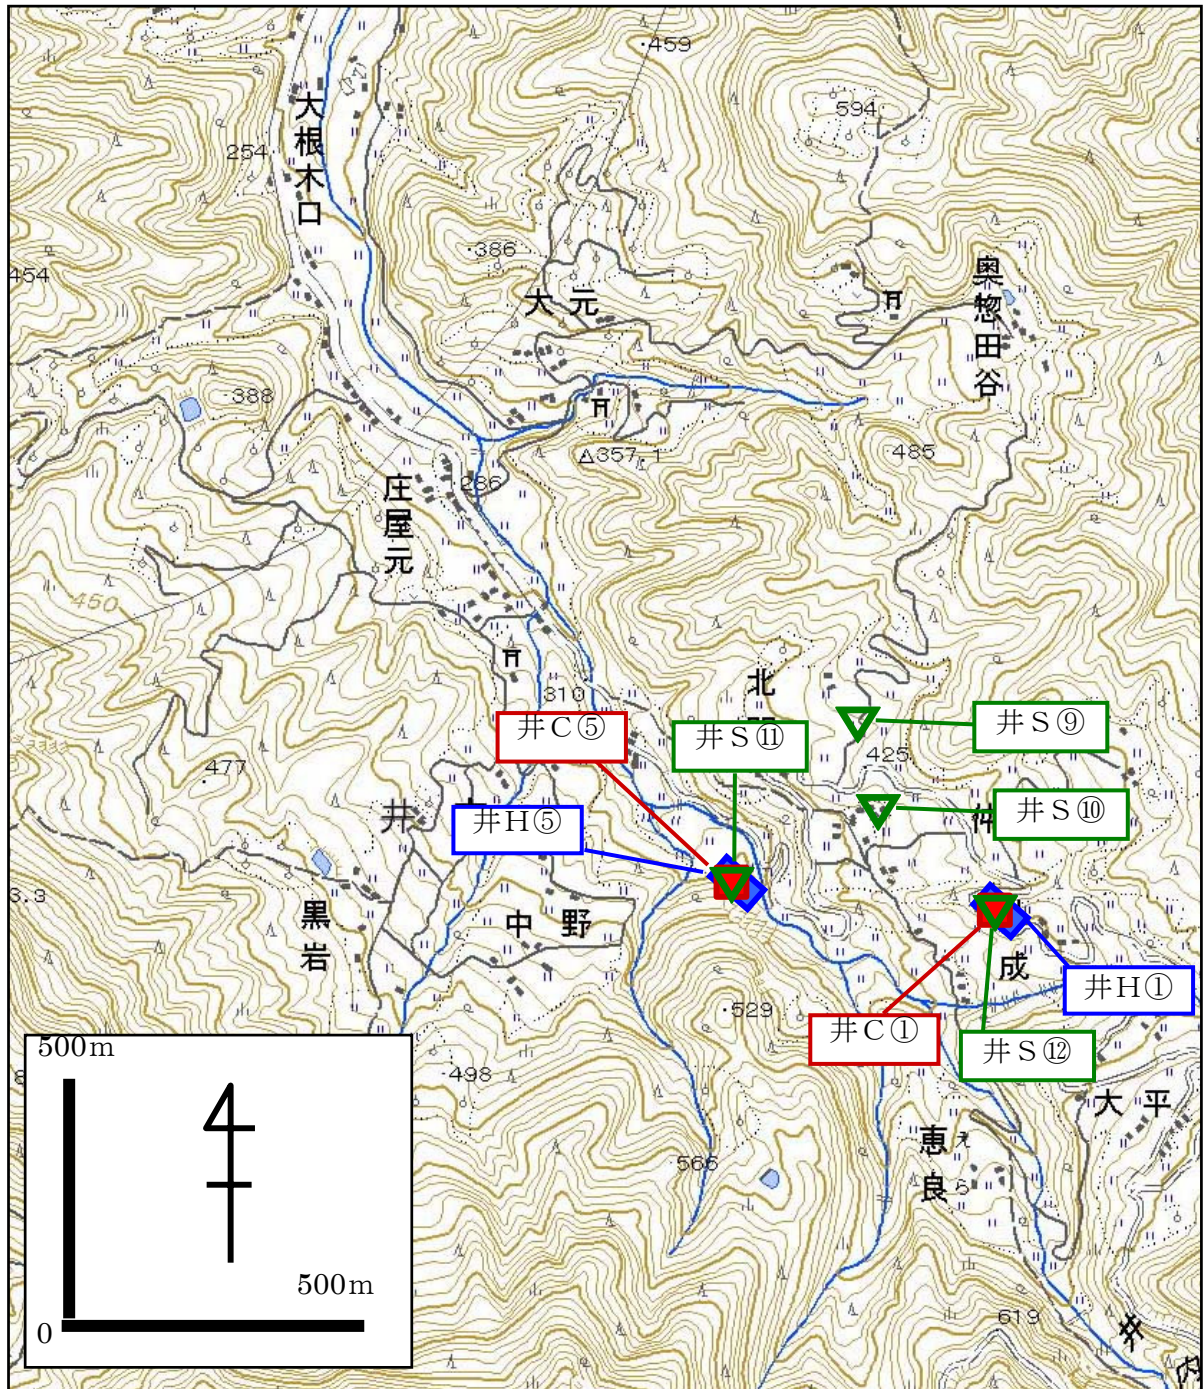 459
594
大根木口
254
454
386
大元
奥惣田谷
388
△357.1
485
286
庄屋元
450
310
北
井C⑤
井S⑪
井S⑨
425
477
井
井H⑤
井S⑩
3.3
黒岩
中野
成
井H①
529
井C①
井S⑫
498
大平
566
恵良
えら
619
500m
500m
0